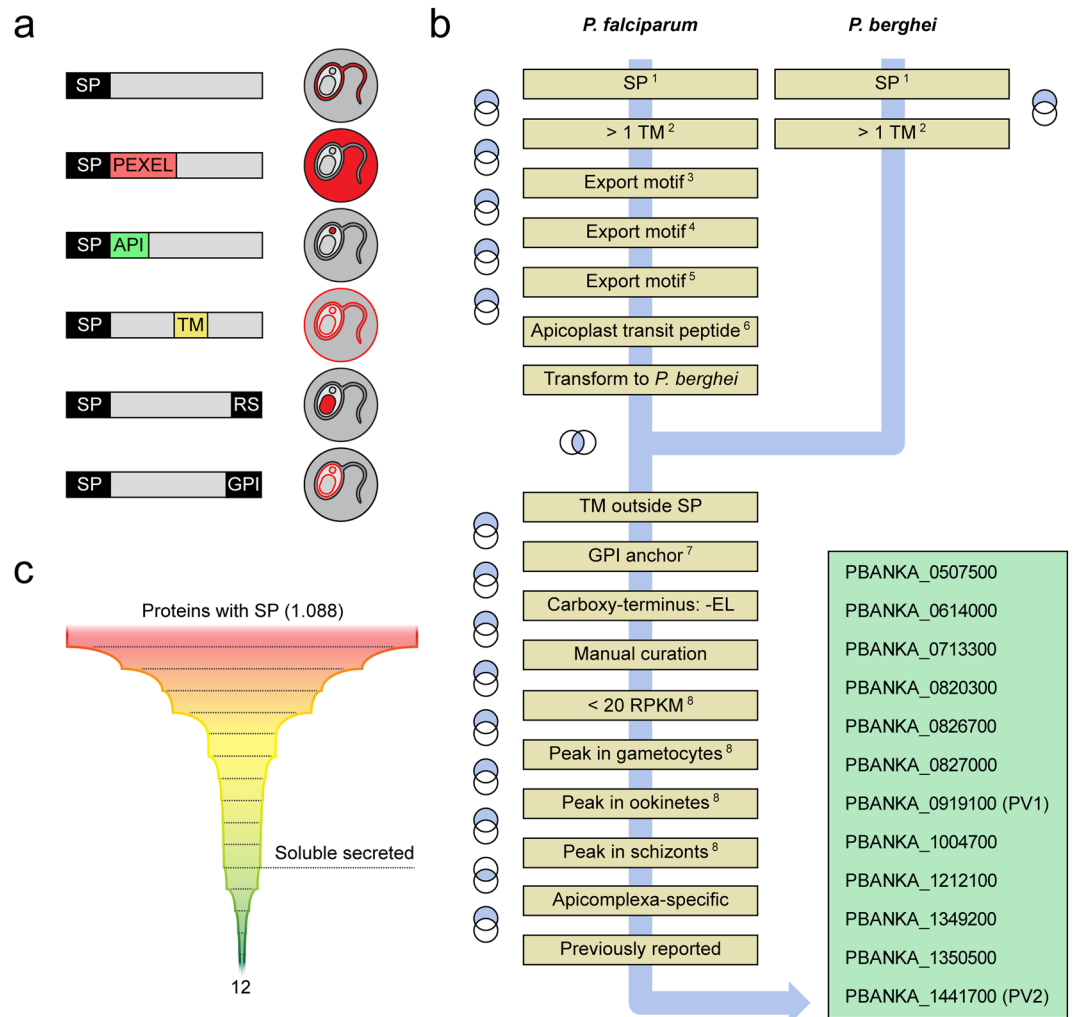 a
SP
SP PEXEL
SP API
SP TM
SP RS
SP GPI
b
P. falciparum
P. berghei
SP 1
SP 1
> 1 TM 2
> 1 TM 2
Export motif 3
Export motif 4
Export motif 5
Apicoplast transit peptide 6
Transform to P. berghei
TM outside SP
GPI anchor 7
Carboxy-terminus: -EL
Manual curation
< 20 RPKM 8
Peak in gametocytes 8
Peak in ookinetes 8
Peak in schizonts 8
Apicomplexa-specific
Previously reported
PBANKA_0507500
PBANKA_0614000
PBANKA_0713300
PBANKA_0820300
PBANKA_0826700
PBANKA_0827000
PBANKA_0919100 (PV1)
PBANKA_1004700
PBANKA_1212100
PBANKA_1349200
PBANKA_1350500
PBANKA_1441700 (PV2)
c
Proteins with SP (1.088)
Soluble secreted
12